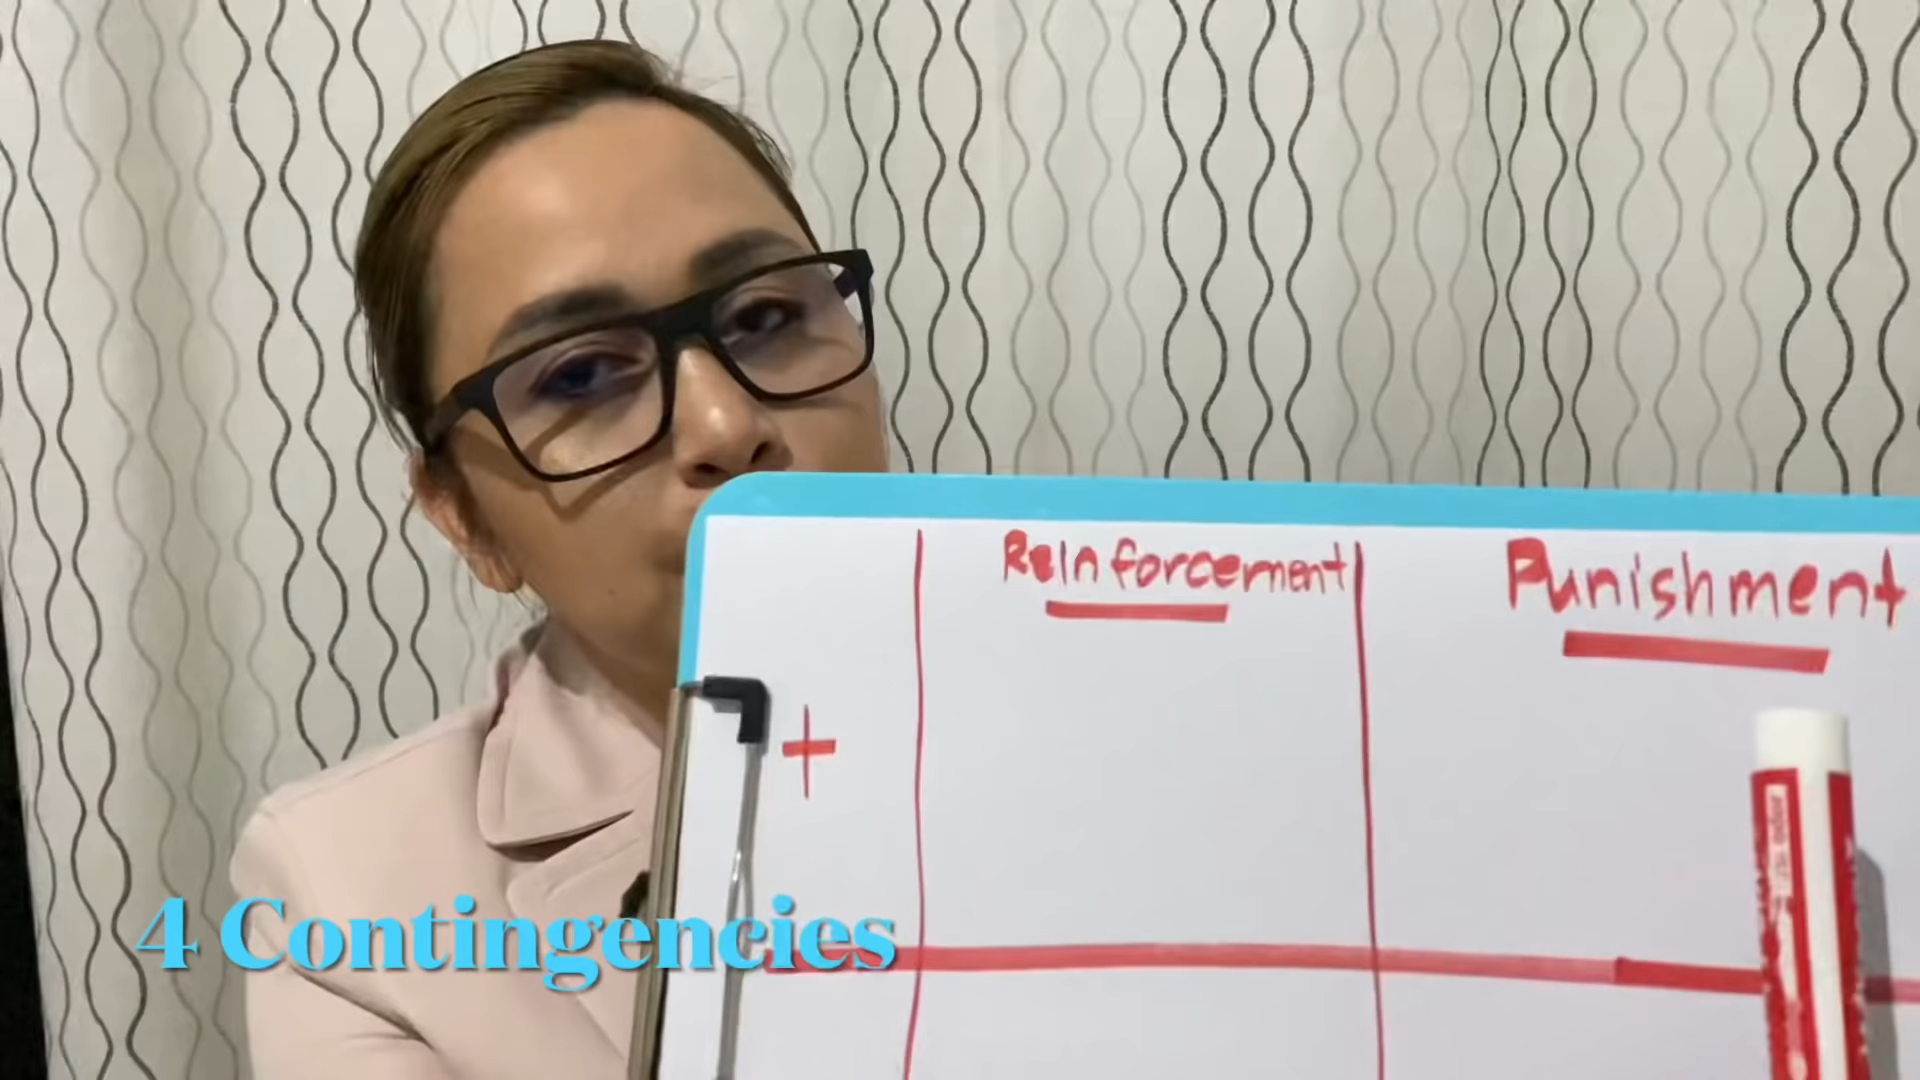 Reinforcement
Punishment
+
4 Contingencies